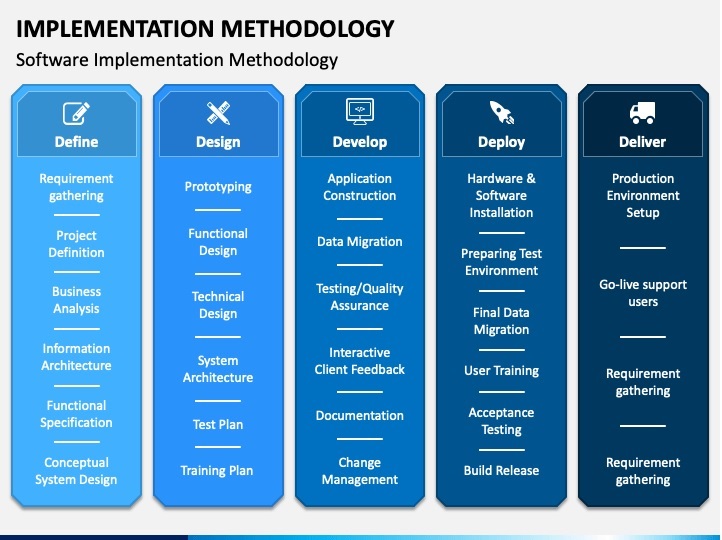 IMPLEMENTATION METHODOLOGY
Software Implementation Methodology
Define
Requirement
gathering
Project
Definition
Business
Analysis
Information
Architecture
Functional
Specification
Conceptual
System Design
Design
Prototyping
Functional
Design
Technical
Design
System
Architecture
Test Plan
Training Plan
</>
Develop
Application
Construction
Data Migration
Testing/Quality
Assurance
Interactive
Client Feedback
Documentation
Change
Management
Deploy
Hardware &
Software
Installation
Preparing Test
Environment
Final Data
Migration
User Training
Acceptance
Testing
Build Release
Deliver
Production
Environment
Setup
Go-live support
users
Requirement
gathering
Requirement
gathering